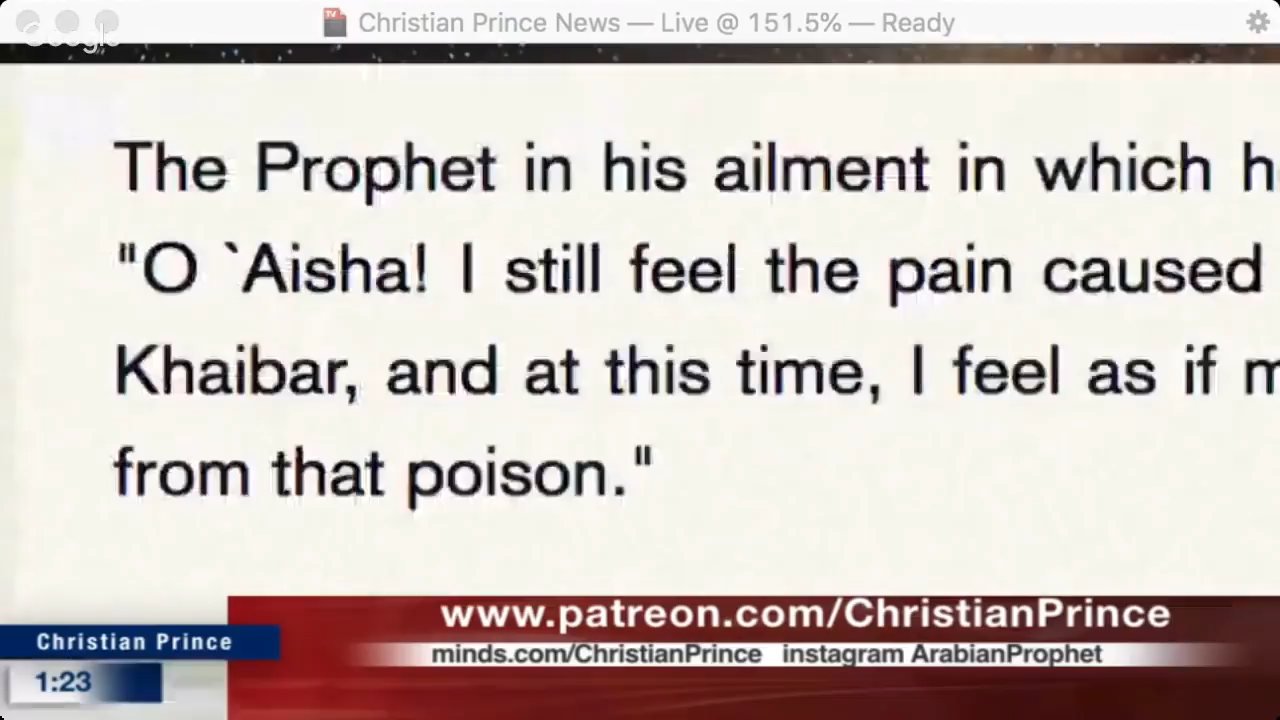 Christian Prince News — Live @ 151.5% — Ready
Google
The Prophet in his ailment in which
"O `Aisha! I still feel the pain caused
Khaibar, and at this time, I feel as if
from that poison."
www.patreon.com/ChristianPrince
Christian Prince
minds.com/ChristianPrince instagram ArabianProphet
1:23